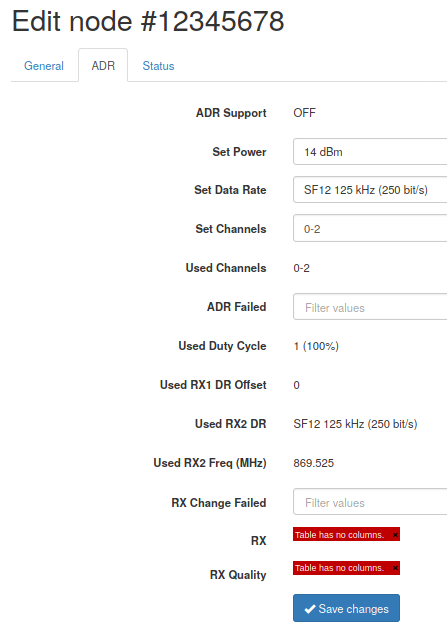 Edit node #12345678
General ADR Status
ADR Support OFF
Set Power 14 dBm
Set Data Rate SF12 125 kHz (250 bit/s)
Set Channels 0-2
Used Channels 0-2
ADR Failed Filter values
Used Duty Cycle 1 (100%)
Used RX1 DR Offset 0
Used RX2 DR SF12 125 kHz (250 bit/s)
Used RX2 Freq (MHz) 869.525
RX Change Failed Filter values
RX Table has no columns. ×
RX Quality Table has no columns. ×
✔ Save changes